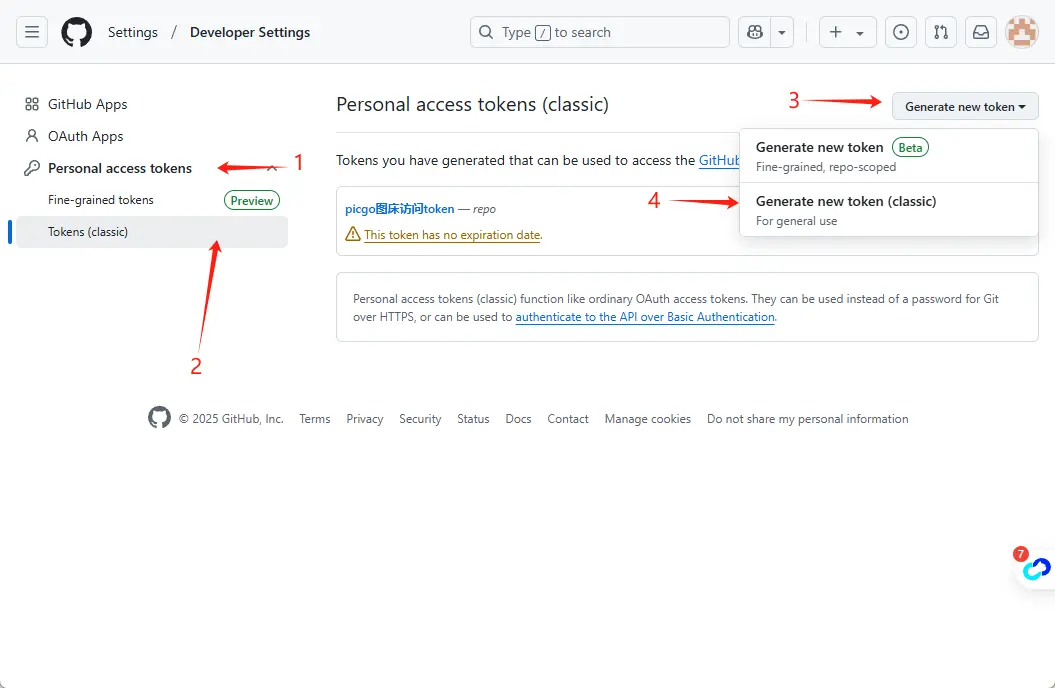 Settings / Developer Settings
Type / to search
GitHub Apps
OAuth Apps
Personal access tokens
1
Fine-grained tokens Preview
Tokens (classic)
2
Personal access tokens (classic)
3
Generate new token
Tokens you have generated that can be used to access the GitHub
Generate new token Beta
Fine-grained, repo-scoped
4
Generate new token (classic)
For general use
picgo图床访问token — repo
This token has no expiration date.
Personal access tokens (classic) function like ordinary OAuth access tokens. They can be used instead of a password for Git
over HTTPS, or can be used to authenticate to the API over Basic Authentication.
© 2025 GitHub, Inc. Terms Privacy Security Status Docs Contact Manage cookies Do not share my personal information
7